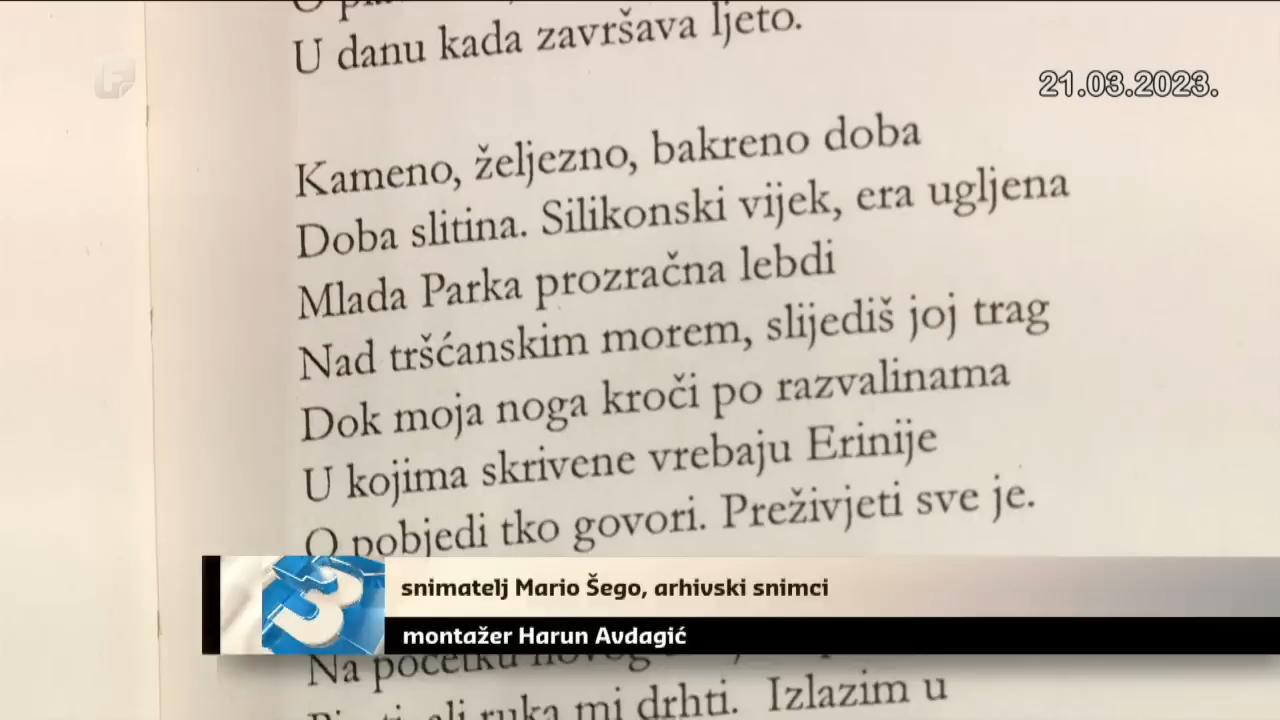 U danu kada završava ljeto.
21.03.2023.
Kameno, željezno, bakreno doba
Doba slitina. Silikonski vijek, era ugljena
Mlada Parka prozračna lebdi
Nad tršćanskim morem, slijediš joj trag
Dok moja noga kroči po razvalinama
U kojima skrivene vrebaju Erinije
O pobjedi tko govori. Preživjeti sve je.
snimatelj Mario Šego, arhivski snimci
montažer Harun Avdagić
Na početku novog
ruka mi drhti. Izlazim u